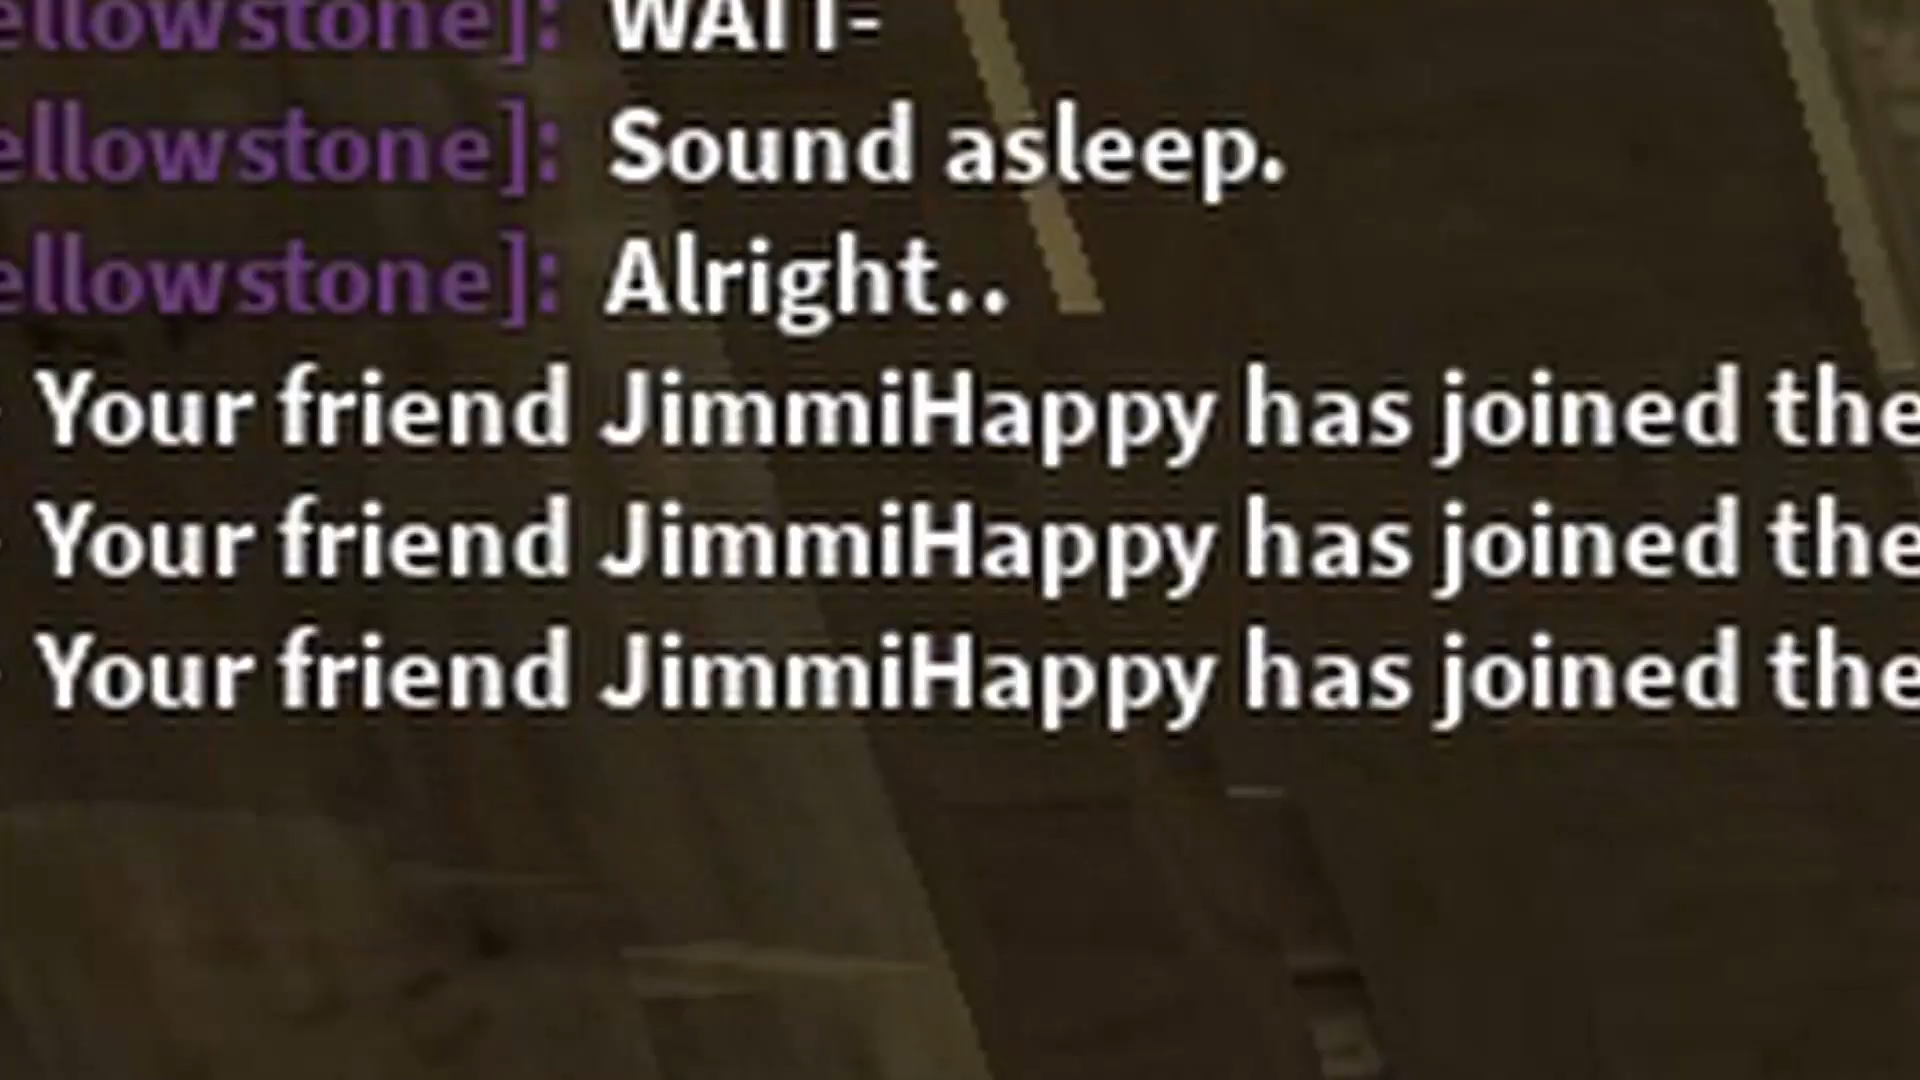 ellowstone]: WAIT-
ellowstone]: Sound asleep.
ellowstone]: Alright..
Your friend JimmiHappy has joined the
Your friend JimmiHappy has joined the
Your friend JimmiHappy has joined the